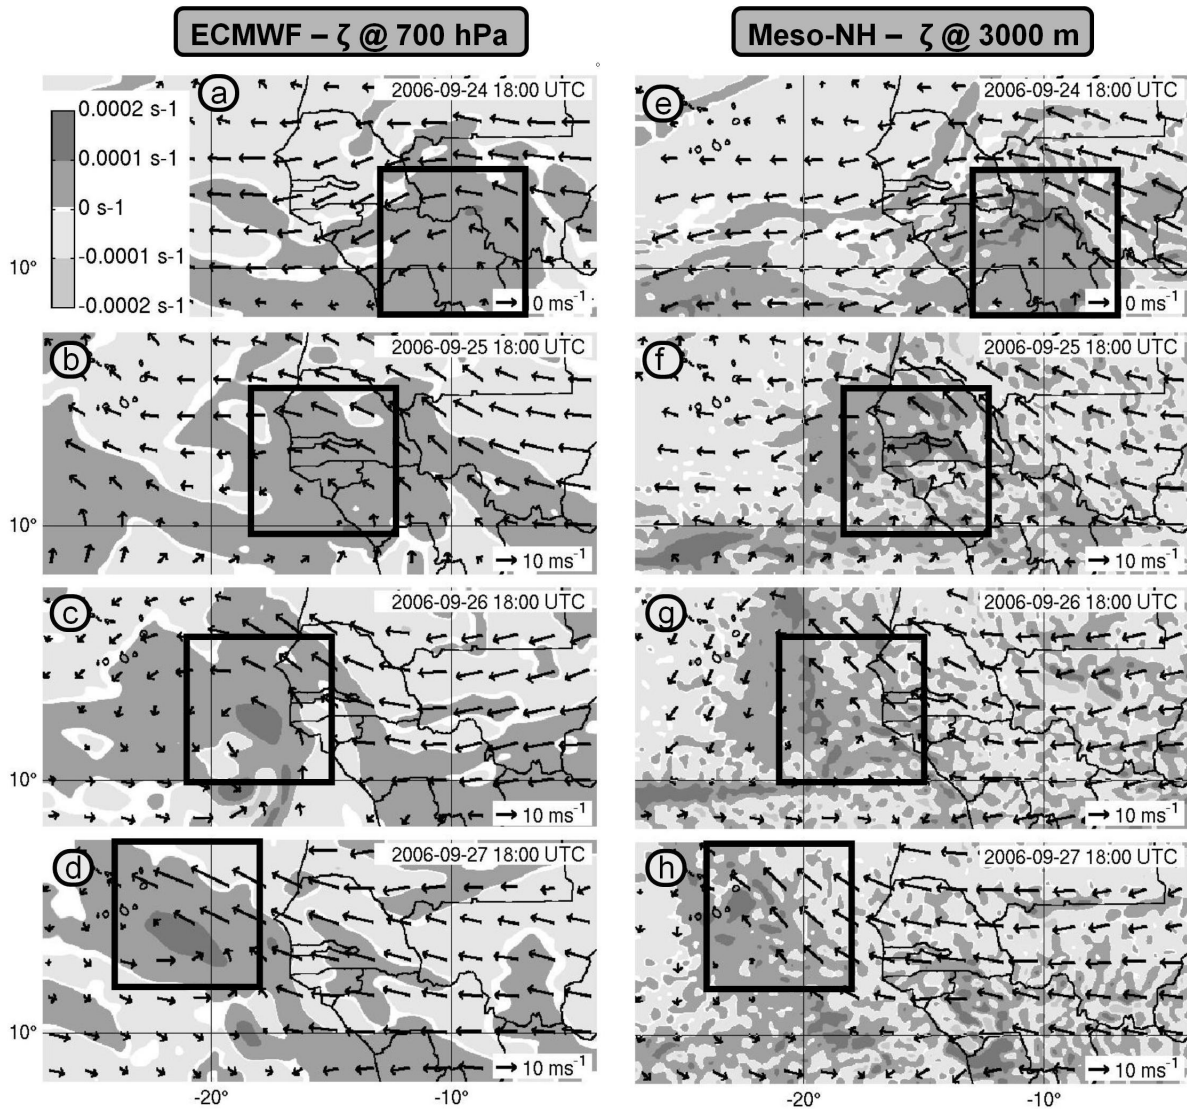 ECMWF – ζ @ 700 hPa
Meso-NH – ζ @ 3000 m
a
2006-09-24 18:00 UTC
0.0002 s-1
0.0001 s-1
0 s-1
-0.0001 s-1
-0.0002 s-1
10°
0 ms⁻¹
e
2006-09-24 18:00 UTC
0 ms⁻¹
b
2006-09-25 18:00 UTC
10°
10 ms⁻¹
f
2006-09-25 18:00 UTC
10 ms⁻¹
c
2006-09-26 18:00 UTC
10°
10 ms⁻¹
g
2006-09-26 18:00 UTC
10 ms⁻¹
d
2006-09-27 18:00 UTC
10°
10 ms⁻¹
h
2006-09-27 18:00 UTC
10 ms⁻¹
-20°
-10°
-20°
-10°